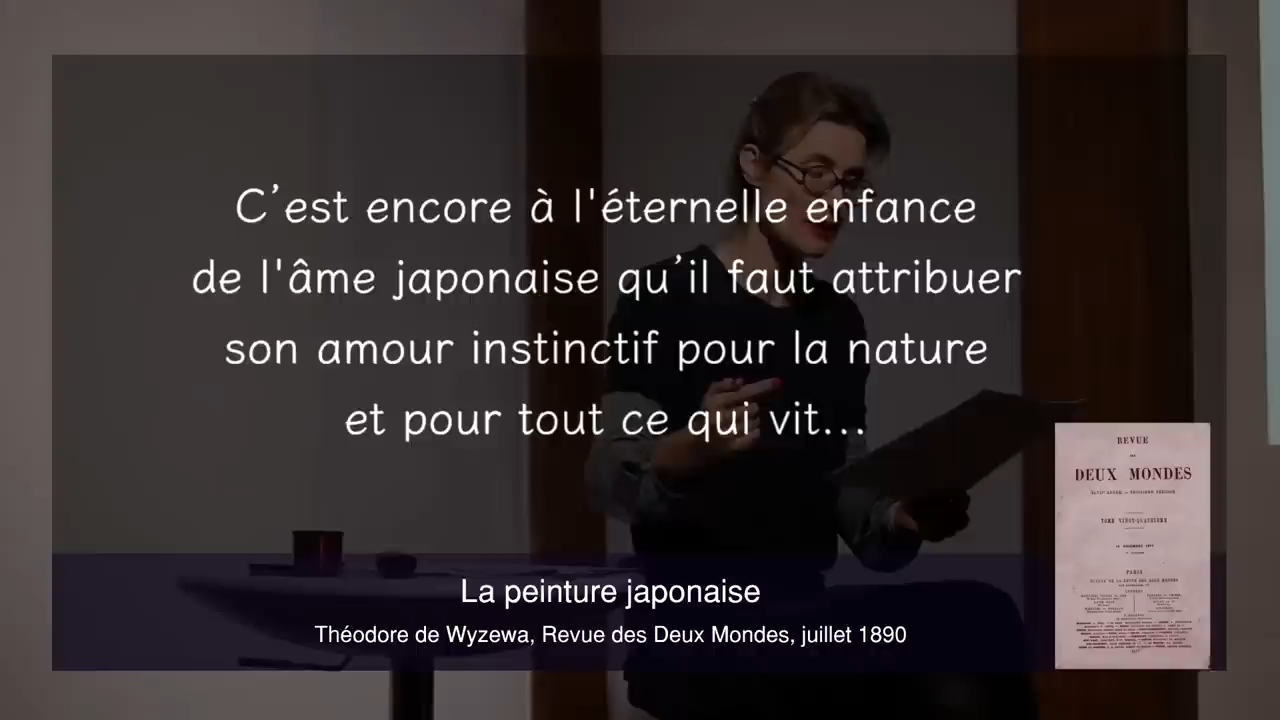 C’est encore à l'éternelle enfance
de l'âme japonaise qu’il faut attribuer
son amour instinctif pour la nature
et pour tout ce qui vit...
La peinture japonaise
Théodore de Wyzewa, Revue des Deux Mondes, juillet 1890
REVUE
DES
DEUX MONDES
TOME VINGT-QUATRIÈME
PARIS